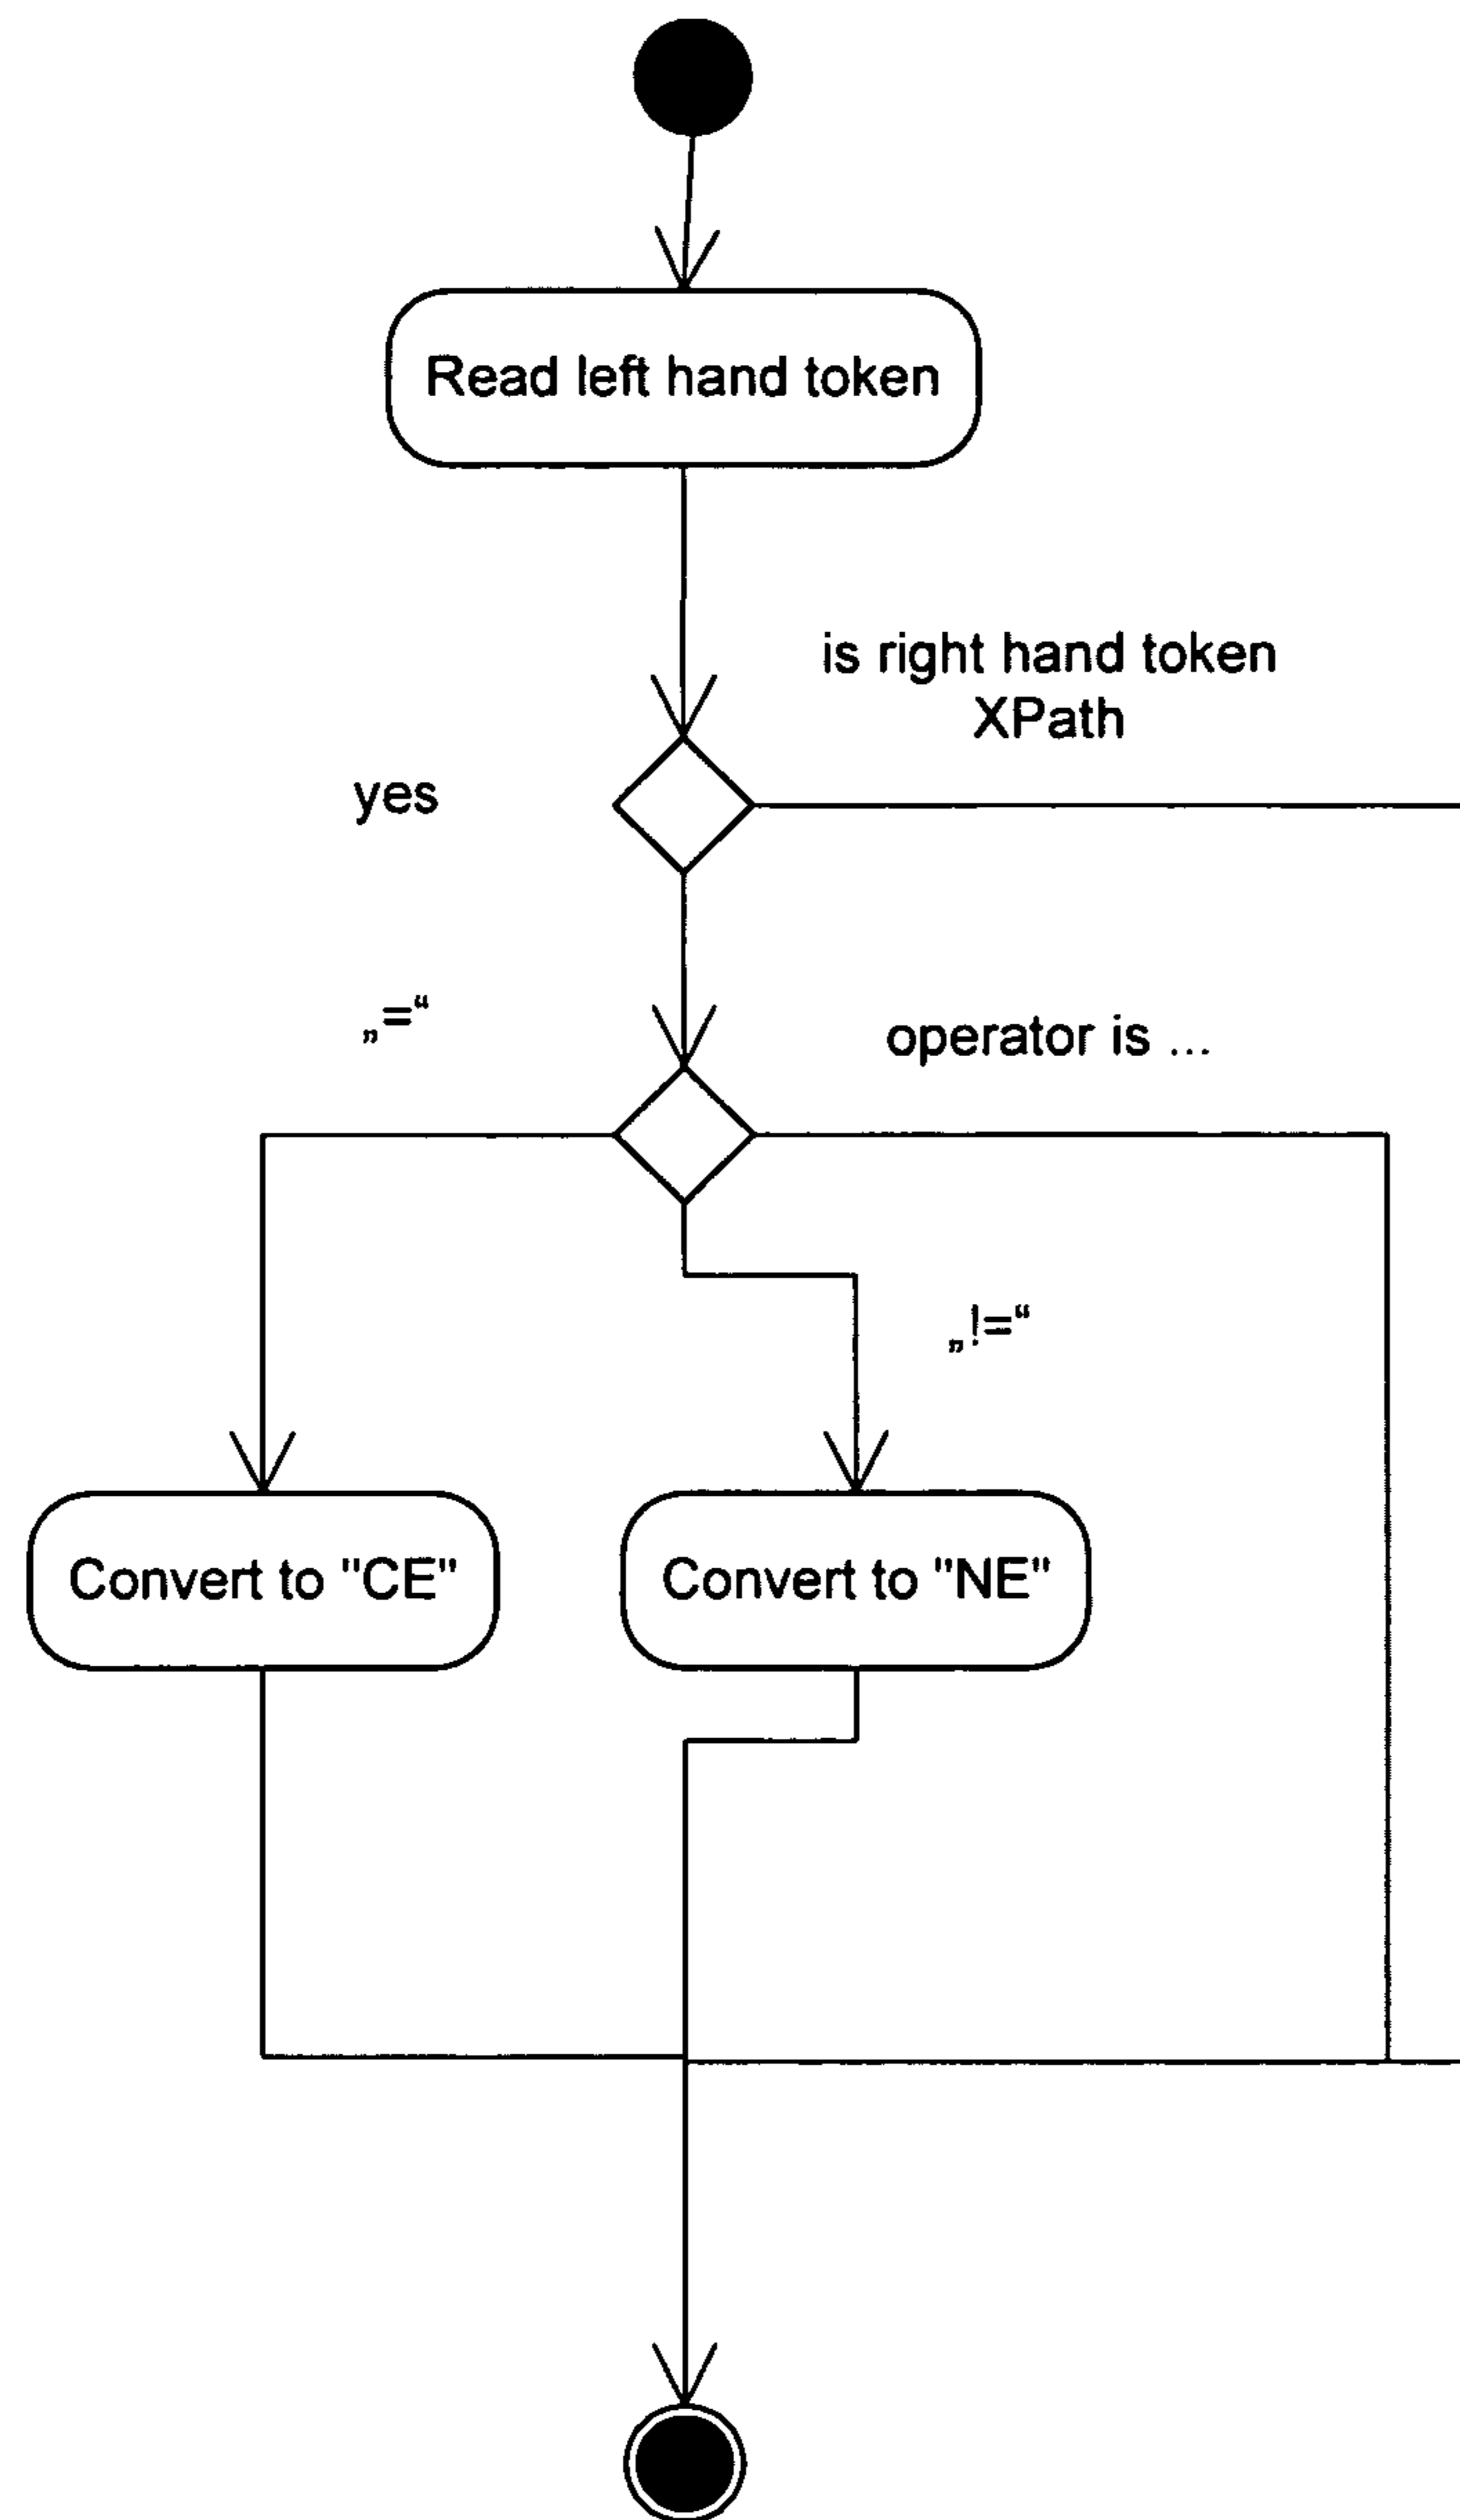 Read left hand token
is right hand token
XPath
yes
„=“
operator is ...
„!=“
Convert to "CE"
Convert to "NE"